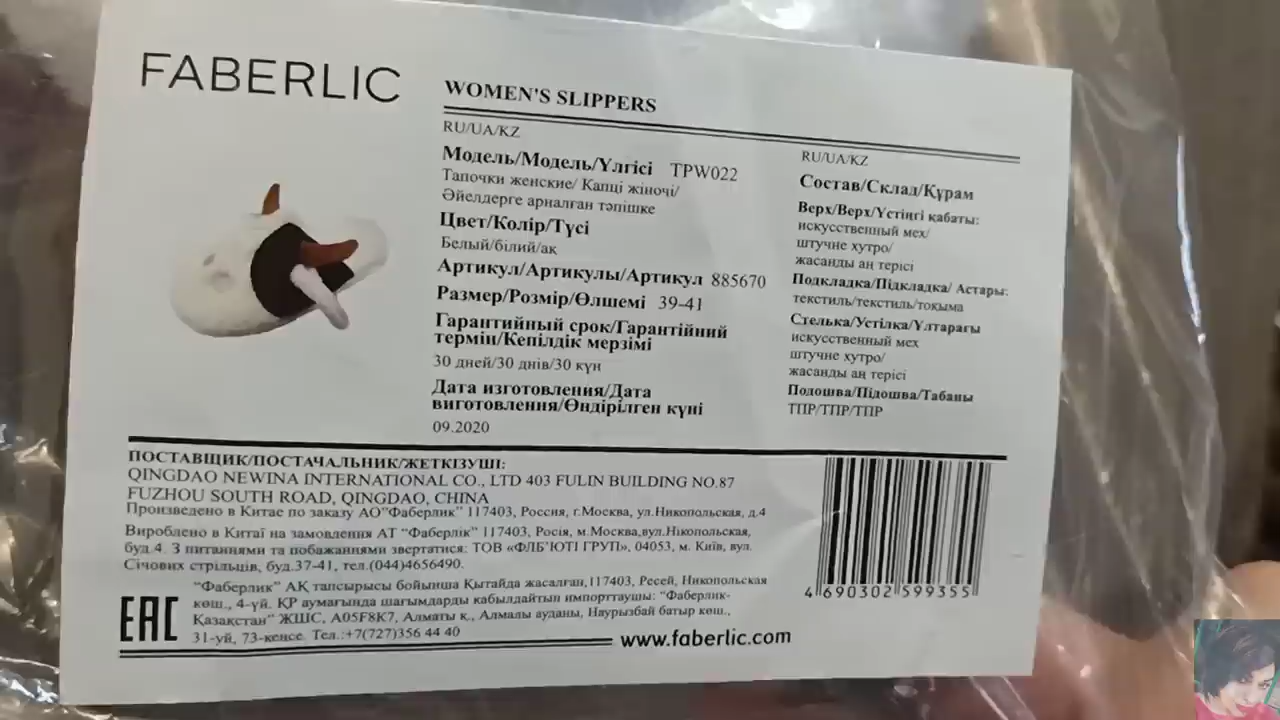 FABERLIC
WOMEN'S SLIPPERS
RU/UA/KZ
Модель/Модель/Үлгісі TPW022
Тапочки женские/ Капці жіночі/
Әйелдерге арналған тәпішке
Цвет/Колір/Түсі
Белый/білий/ақ
Артикул/Артикулы/Артикул 885670
Размер/Розмір/Өлшемі 39-41
Гарантийный срок/Гарантійний
термін/Кепілдік мерзімі
30 дней/30 днів/30 күн
Дата изготовления/Дата
виготовлення/Өндірілген күні
09.2020
RU/UA/KZ
Состав/Склад/Құрам
Верх/Верх/Үстіңгі қабаты:
искусственный мех/
штучне хутро/
жасанды аң терісі
Подкладка/Підкладка/ Астары:
текстиль/текстиль/тоқыма
Стелька/Устілка/Ұлтарағы
искусственный мех
штучне хутро/
жасанды аң терісі
Подошва/Підошва/Табаны
ТПР/ТПР/ТПР
ПОСТАВЩИК/ПОСТАЧАЛЬНИК/ЖЕТКІЗУШІ:
QINGDAO NEWINA INTERNATIONAL CO., LTD 403 FULIN BUILDING NO.87
FUZHOU SOUTH ROAD, QINGDAO, CHINA
Произведено в Китае по заказу АО"Фаберлик" 117403, Россия, г.Москва, ул.Никопольская, д.4
Вироблено в Китаї на замовлення АТ "Фаберлік" 117403, Росія, м.Москва,вул.Нікопольская,
буд.4. З питаннями та побажаннями звертатися: ТОВ «ФЛБ'ЮТІ ГРУП», 04053, м. Київ, вул.
Січових стрільців, буд.37-41, тел.(044)4656490.
"Фаберлик" АҚ тапсырысы бойынша Қытайда жасалған,117403, Ресей, Никопольская
көш., 4-үй. ҚР аумағында шағымдарды қабылдайтын импорттаушы: "Фаберлик-
Қазақстан" ЖШС, А05F8K7, Алматы қ., Алмалы ауданы, Наурызбай батыр көш.,
31-үй, 73-кеңсе. Тел.:+7(727)356 44 40
EAC
www.faberlic.com
4 690302 599355